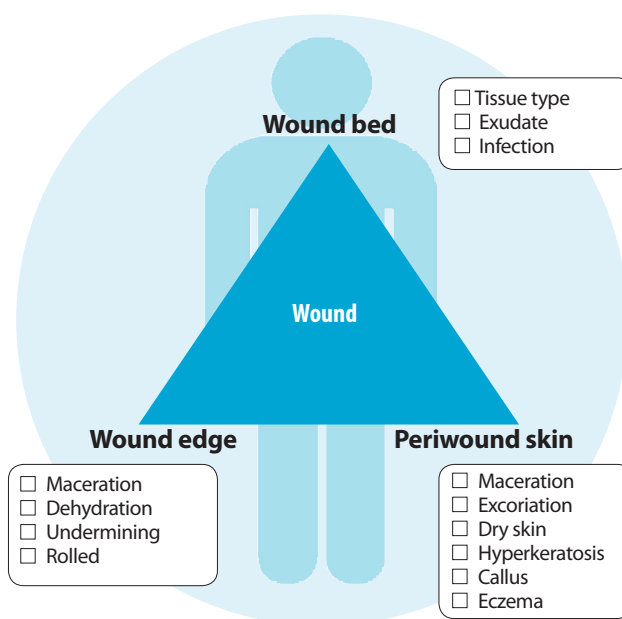 Wound bed
☐ Tissue type
☐ Exudate
☐ Infection
Wound
Wound edge
☐ Maceration
☐ Dehydration
☐ Undermining
☐ Rolled
Periwound skin
☐ Maceration
☐ Excoriation
☐ Dry skin
☐ Hyperkeratosis
☐ Callus
☐ Eczema